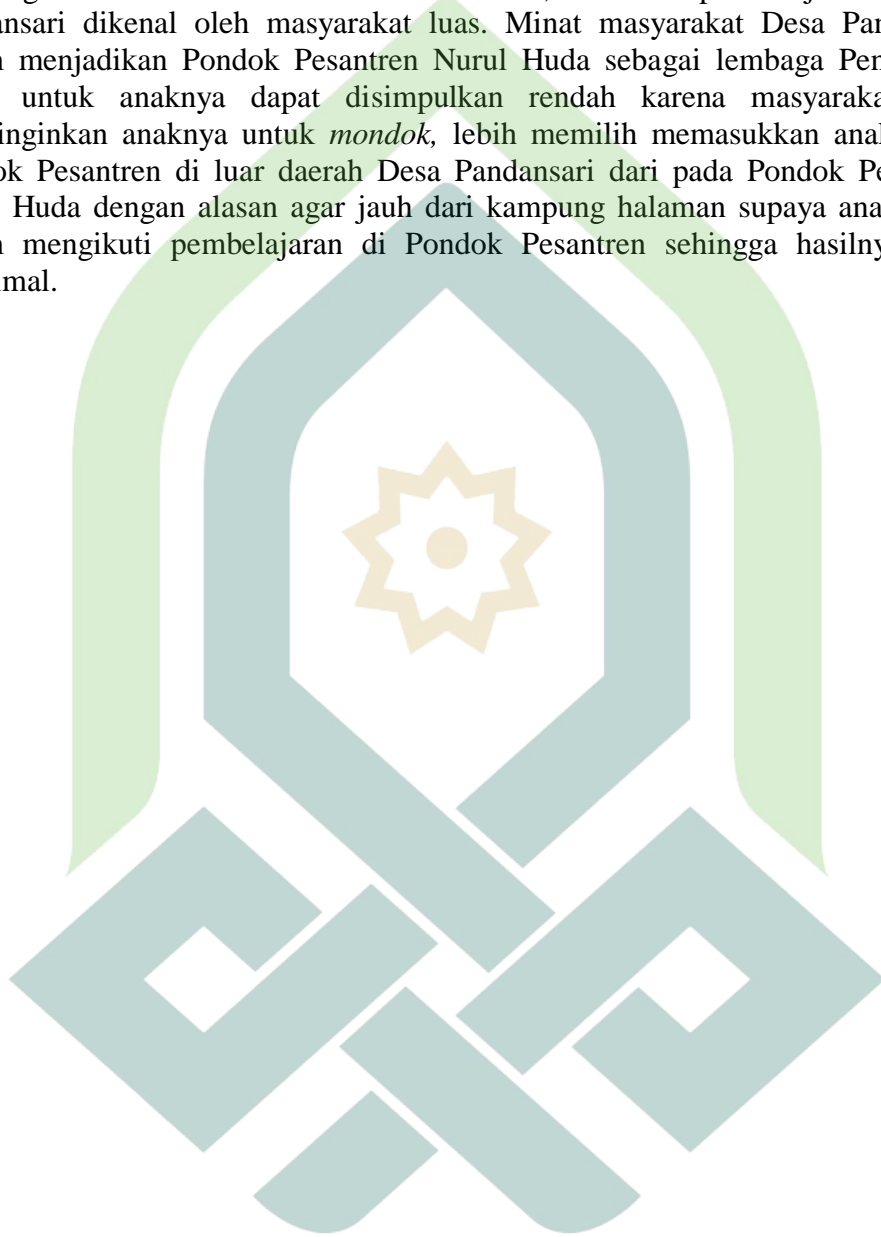 ansari dikenal oleh masyarakat luas. Minat masyarakat Desa Pan
n menjadikan Pondok Pesantren Nurul Huda sebagai lembaga Pen
untuk anaknya dapat disimpulkan rendah karena masyaraka
inginkan anaknya untuk mondok, lebih memilih memasukkan anal
ok Pesantren di luar daerah Desa Pandansari dari pada Pondok Pe
Huda dengan alasan agar jauh dari kampung halaman supaya ana
n mengikuti pembelajaran di Pondok Pesantren sehingga hasilny
mal.